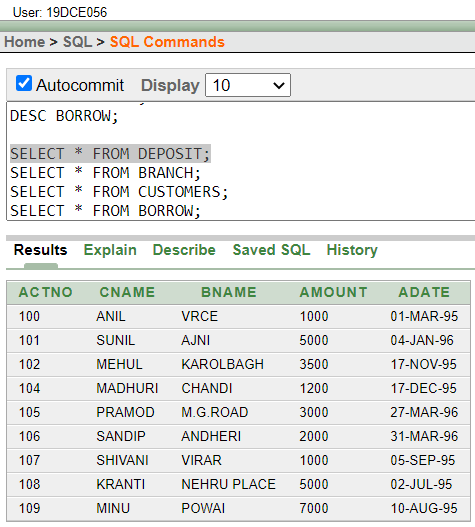 User: 19DCE056
Home > SQL > SQL Commands
Autocommit Display 10
DESC BORROW;
SELECT * FROM DEPOSIT;
SELECT * FROM BRANCH;
SELECT * FROM CUSTOMERS;
SELECT * FROM BORROW;
Results Explain Describe Saved SQL History
ACTNO CNAME BNAME AMOUNT ADATE
100 ANIL VRCE 1000 01-MAR-95
101 SUNIL AJNI 5000 04-JAN-96
102 MEHUL KAROLBAGH 3500 17-NOV-95
104 MADHURI CHANDI 1200 17-DEC-95
105 PRAMOD M.G.ROAD 3000 27-MAR-96
106 SANDIP ANDHERI 2000 31-MAR-96
107 SHIVANI VIRAR 1000 05-SEP-95
108 KRANTI NEHRU PLACE 5000 02-JUL-95
109 MINU POWAI 7000 10-AUG-95